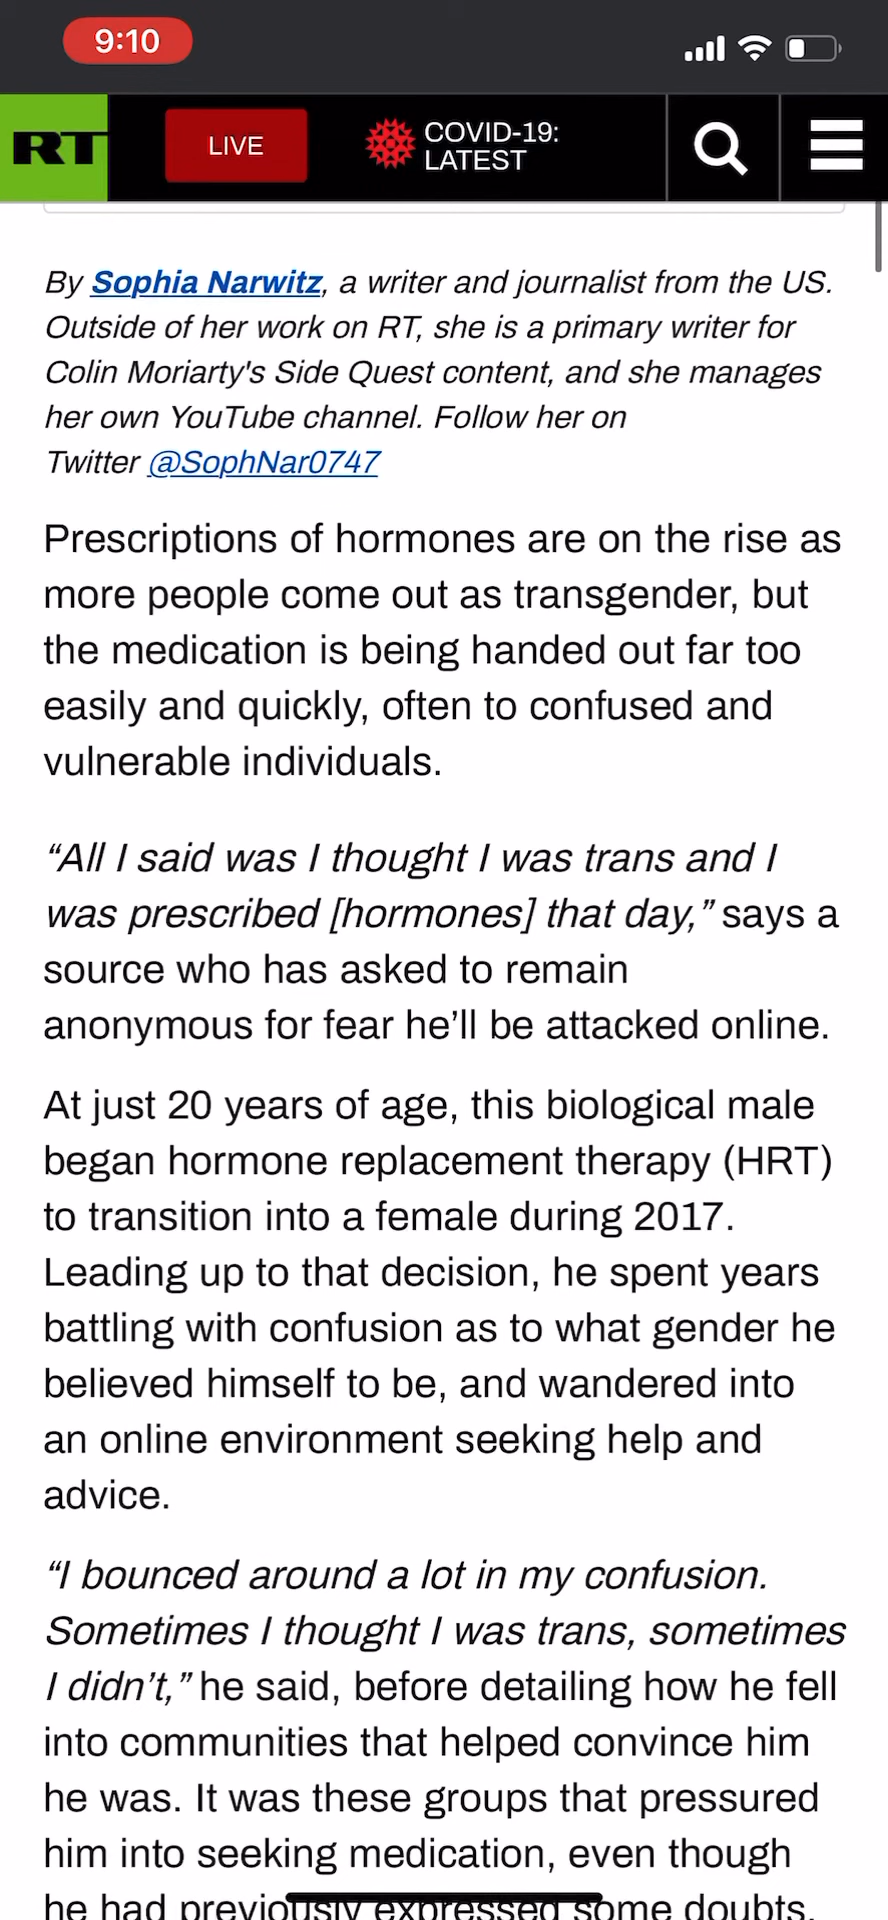 9:10
RT
LIVE
COVID-19:
LATEST
By Sophia Narwitz, a writer and journalist from the US.
Outside of her work on RT, she is a primary writer for
Colin Moriarty's Side Quest content, and she manages
her own YouTube channel. Follow her on
Twitter @SophNar0747
Prescriptions of hormones are on the rise as
more people come out as transgender, but
the medication is being handed out far too
easily and quickly, often to confused and
vulnerable individuals.
“All I said was I thought I was trans and I
was prescribed [hormones] that day,” says a
source who has asked to remain
anonymous for fear he’ll be attacked online.
At just 20 years of age, this biological male
began hormone replacement therapy (HRT)
to transition into a female during 2017.
Leading up to that decision, he spent years
battling with confusion as to what gender he
believed himself to be, and wandered into
an online environment seeking help and
advice.
“I bounced around a lot in my confusion.
Sometimes I thought I was trans, sometimes
I didn’t,” he said, before detailing how he fell
into communities that helped convince him
he was. It was these groups that pressured
him into seeking medication, even though
he had previously expressed some doubts.